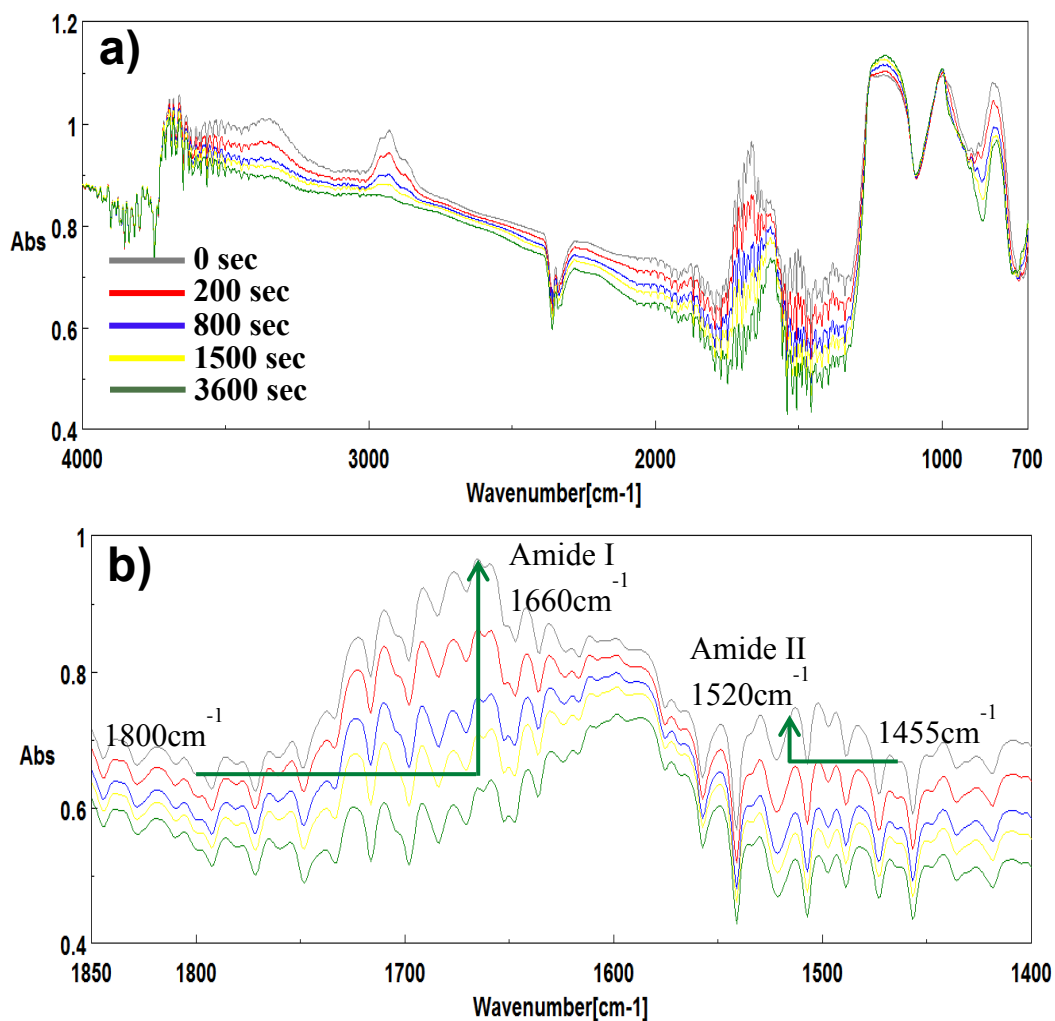 a)
1.2
1
0.8
Abs
0.6
0.4
0 sec
200 sec
800 sec
1500 sec
3600 sec
4000 3000 2000 1000 700
Wavenumber[cm-1]
b)
1
0.8
Abs
0.6
0.4
Amide I
1660cm-1
Amide II
1520cm-1
1800cm-1
1455cm-1
1850 1800 1700 1600 1500 1400
Wavenumber[cm-1]